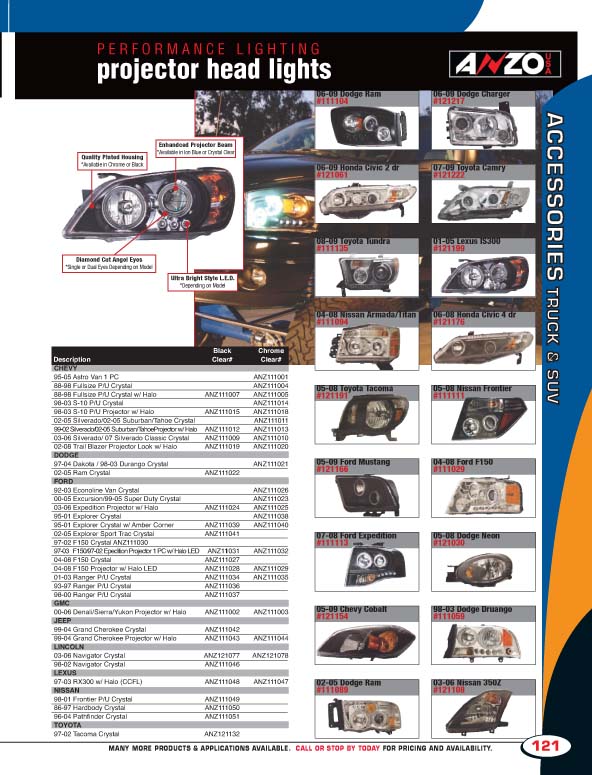 PERFORMANCE LIGHTING
projector head lights
ANZO USA
Enhandced Projector Beam
*Available in Ion Blue or Crystal Clear
Quality Plated Housing
*Available in Chrome or Black
Diamond Cut Angel Eyes
*Single or Dual Eyes Depending on Model
Ultra Bright Style L.E.D.
*Depending on Model
06-09 Dodge Ram
#111104
06-09 Dodge Charger
#121217
06-09 Honda Civic 2 dr
#121061
07-09 Toyota Camry
#121222
08-09 Toyota Tundra
#111135
01-05 Lexus IS300
#121199
04-08 Nissan Armada/Titan
#111094
06-08 Honda Civic 4 dr
#121176
05-08 Toyota Tacoma
#121191
05-08 Nissan Frontier
#111111
05-09 Ford Mustang
#121166
04-08 Ford F150
#111029
07-08 Ford Expedition
#111113
05-08 Dodge Neon
#121030
05-09 Chevy Cobalt
#121154
98-03 Dodge Druango
#111059
02-05 Dodge Ram
#111089
03-06 Nissan 350Z
#121108
ACCESSORIES TRUCK & SUV
Description Black Clear# Chrome Clear#
CHEVY
95-05 Astro Van 1 PC ANZ111001
88-98 Fullsize P/U Crystal ANZ111004
88-98 Fullsize P/U Crystal w/ Halo ANZ111007 ANZ111005
98-03 S-10 P/U Crystal ANZ111014
98-03 S-10 P/U Projector w/ Halo ANZ111015 ANZ111018
02-05 Silverado/02-05 Suburban/Tahoe Crystal ANZ111011
99-02 Silverado/02-05 Suburban/Tahoe Projector w/ Halo ANZ111012 ANZ111013
03-06 Silverado/ 07 Silverado Classic Crystal ANZ111009 ANZ111010
02-08 Trail Blazer Projector Look w/ Halo ANZ111019 ANZ111020
DODGE
97-04 Dakota / 98-03 Durango Crystal ANZ111021
02-05 Ram Crystal ANZ111022
FORD
92-03 Econoline Van Crystal ANZ111026
00-05 Excursion/99-05 Super Duty Crystal ANZ111023
03-06 Expedition Projector w/ Halo ANZ111024 ANZ111025
95-01 Explorer Crystal ANZ111038
95-01 Explorer Crystal w/ Amber Corner ANZ111039 ANZ111040
02-05 Explorer Sport Trac Crystal ANZ111041
97-02 F150 Crystal ANZ111030
97-03 F150/97-02 Epedition Projector 1 PC w/ Halo LED ANZ111031 ANZ111032
04-08 F150 Crystal ANZ111027
04-08 F150 Projector w/ Halo LED ANZ111028 ANZ111029
01-03 Ranger P/U Crystal ANZ111034 ANZ111035
93-97 Ranger P/U Crystal ANZ111036
98-00 Ranger P/U Crystal ANZ111037
GMC
00-06 Denali/Sierra/Yukon Projector w/ Halo ANZ111002 ANZ111003
JEEP
99-04 Grand Cherokee Crystal ANZ111042
99-04 Grand Cherokee Projector w/ Halo ANZ111043 ANZ111044
LINCOLN
03-06 Navigator Crystal ANZ121077 ANZ121078
98-02 Navigator Crystal ANZ111046
LEXUS
97-03 RX300 w/ Halo (CCFL) ANZ111048 ANZ111047
NISSAN
98-01 Frontier P/U Crystal ANZ111049
86-97 Hardbody Crystal ANZ111050
96-04 Pathfinder Crystal ANZ111051
TOYOTA
97-02 Tacoma Crystal ANZ121132
MANY MORE PRODUCTS & APPLICATIONS AVAILABLE. CALL OR STOP BY TODAY FOR PRICING AND AVAILABILITY.
121